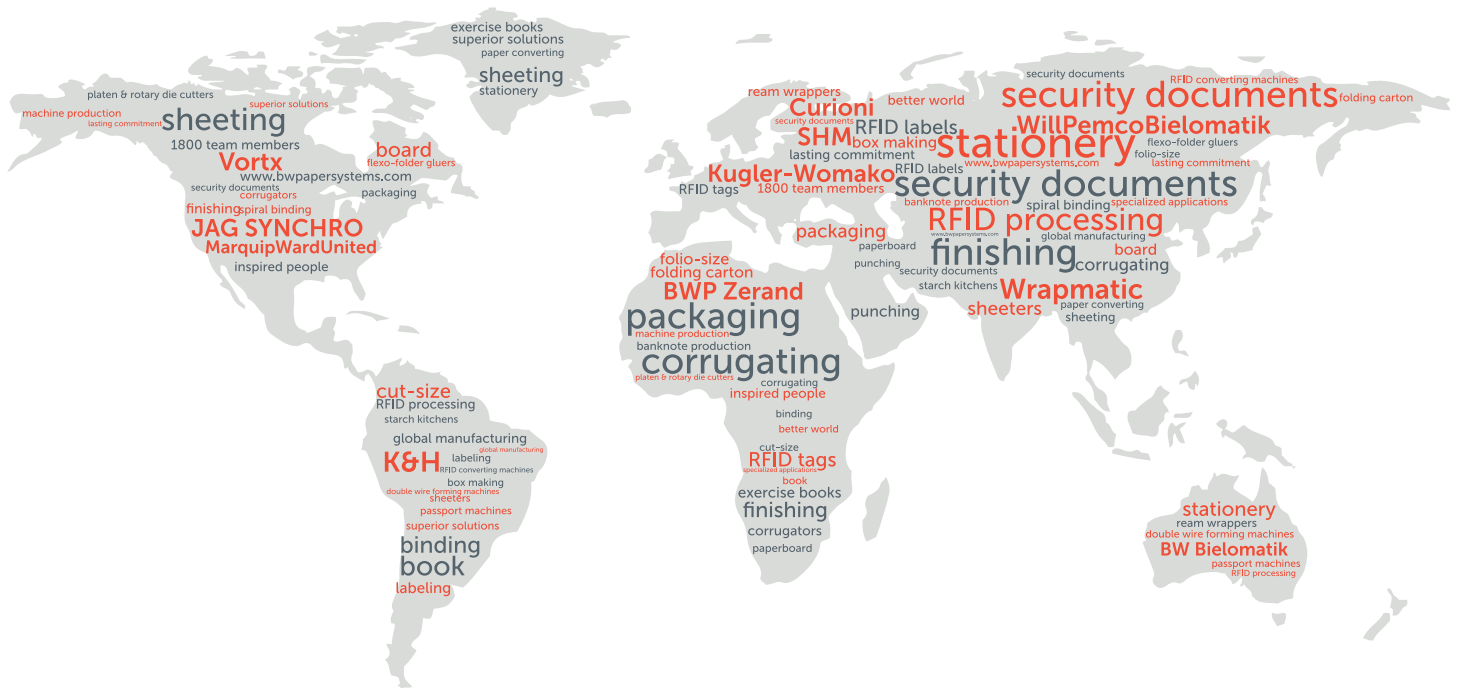 exercise books
superior solutions
paper converting
sheeting
stationery
platen & rotary die cutters
superior solutions
machine production
lasting commitment
sheeting
1800 team members
board
Vortx
flexo-folder gluers
www.bwpapersystems.com
security documents
corrugators
packaging
finishing
spiral binding
JAG SYNCHRO
MarquipWardUnited
inspired people
cut-size
RFID processing
starch kitchens
global manufacturing
global manufacturing
K&H
labeling
RFID converting machines
box making
double wire forming machines
sheeters
passport machines
superior solutions
binding
book
labeling
ream wrappers
Curioni
better world
security documents
SHM
RFID labels
box making
lasting commitment
Kugler-Womako
RFID labels
RFID tags
1800 team members
security documents
RFID converting machines
security documents
folding carton
WillPemcoBielomatik
stationery
flexo-folder gluers
folio-size
www.bwpapersystems.com
lasting commitment
security documents
banknote production
spiral binding
specialized applications
RFID processing
packaging
www.bwpapersystems.com
global manufacturing
paperboard
finishing
board
punching
corrugating
security documents
starch kitchens
Wrapmatic
paper converting
sheeters
sheeting
punching
folio-size
folding carton
BWP Zerand
packaging
machine production
banknote production
corrugating
platen & rotary die cutters
corrugating
inspired people
binding
better world
cut-size
RFID tags
specialized applications
book
exercise books
finishing
corrugators
paperboard
stationery
ream wrappers
double wire forming machines
BW Bielomatik
passport machines
RFID processing